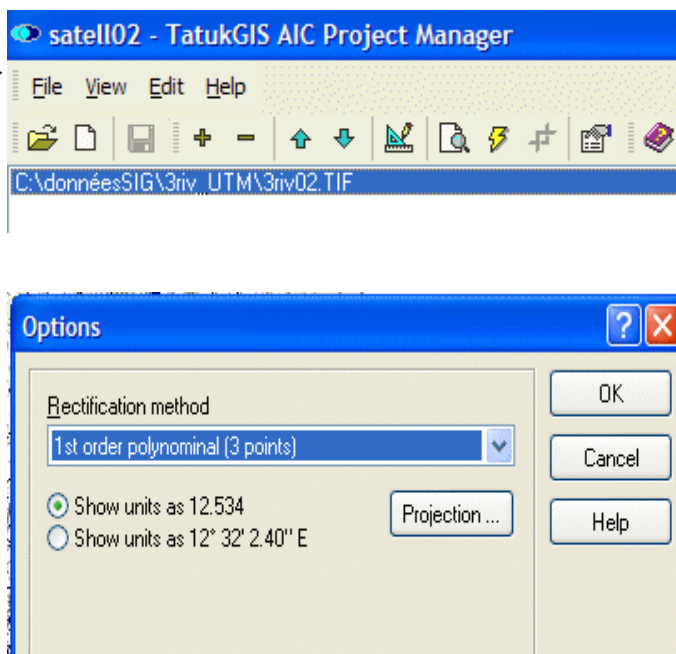 satell02 - TatukGIS AIC Project Manager
File View Edit Help
C:\donnéesSIG\3riv_UTM\3riv02.TIF
Options
Rectification method
1st order polynominal (3 points)
Show units as 12.534
Show units as 12° 32' 2.40'' E
Projection ...
OK
Cancel
Help